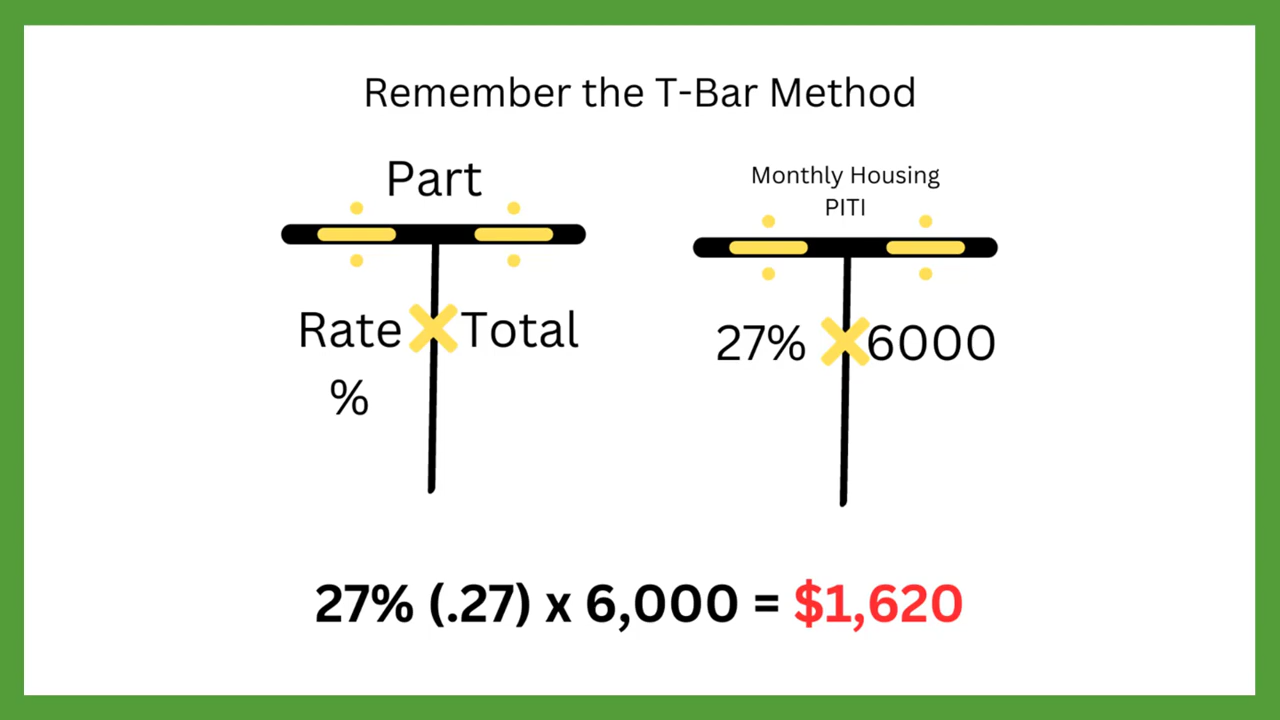 Remember the T-Bar Method
Part
Rate
Total
%
Monthly Housing
PITI
27%
6000
27% (.27) x 6,000 = $1,620